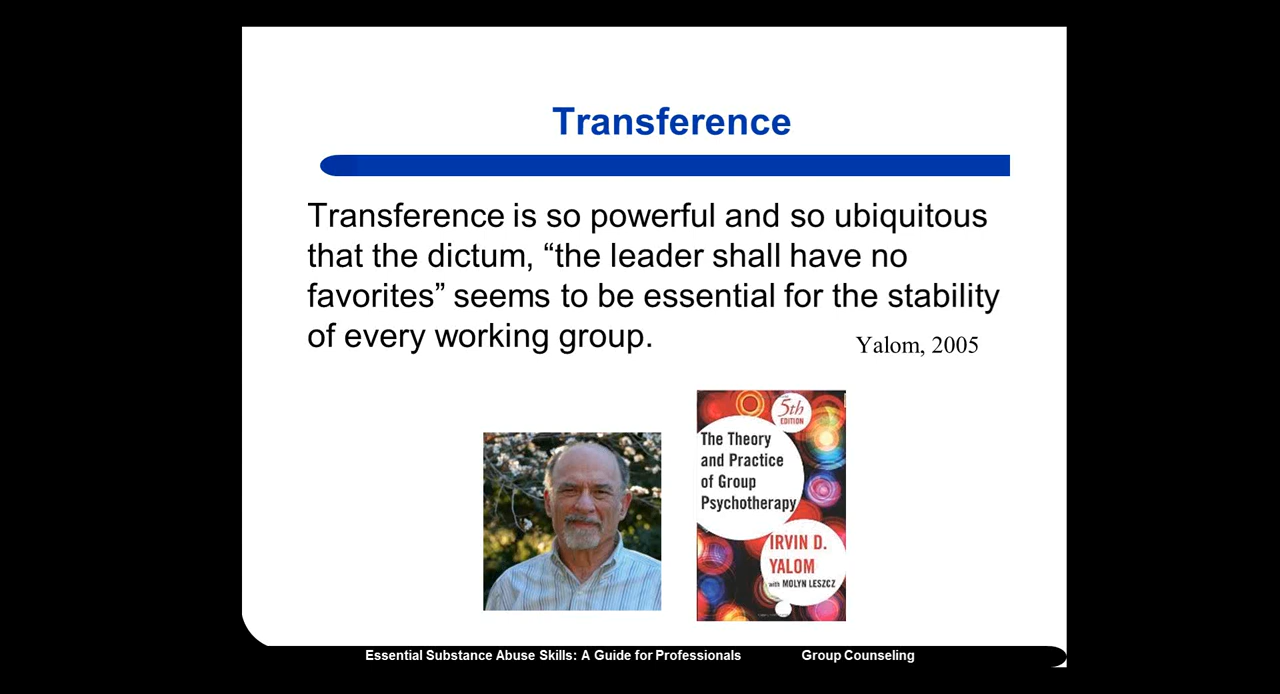 Transference
Transference is so powerful and so ubiquitous
that the dictum, “the leader shall have no
favorites” seems to be essential for the stability
of every working group.
Yalom, 2005
5th
EDITION
The Theory
and Practice
of Group
Psychotherapy
IRVIN D.
YALOM
with MOLYN LESZCZ
Essential Substance Abuse Skills: A Guide for Professionals
Group Counseling